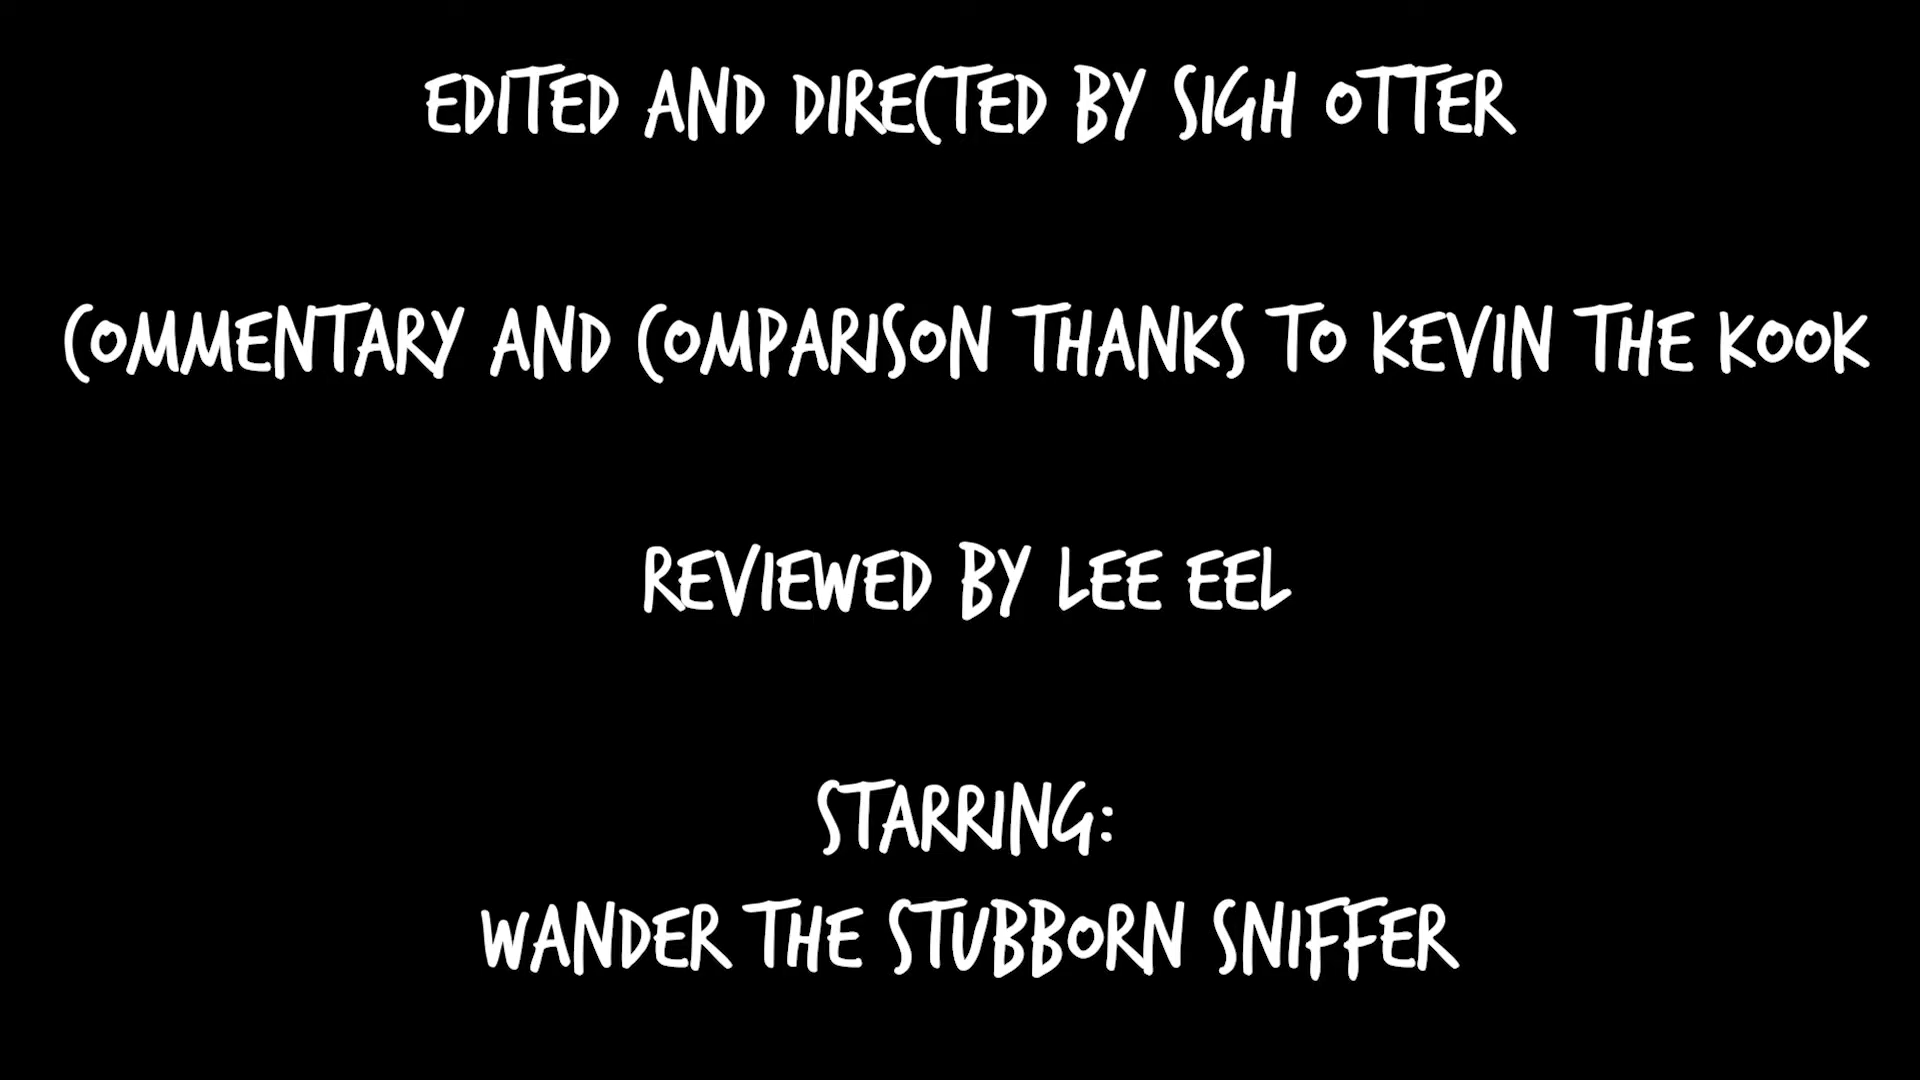 EDITED AND DIRECTED BY SIGH OTTER
COMMENTARY AND COMPARISON THANKS TO KEVIN THE KOOK
REVIEWED BY LEE EEL
STARRING:
WANDER THE STUBBORN SNIFFER